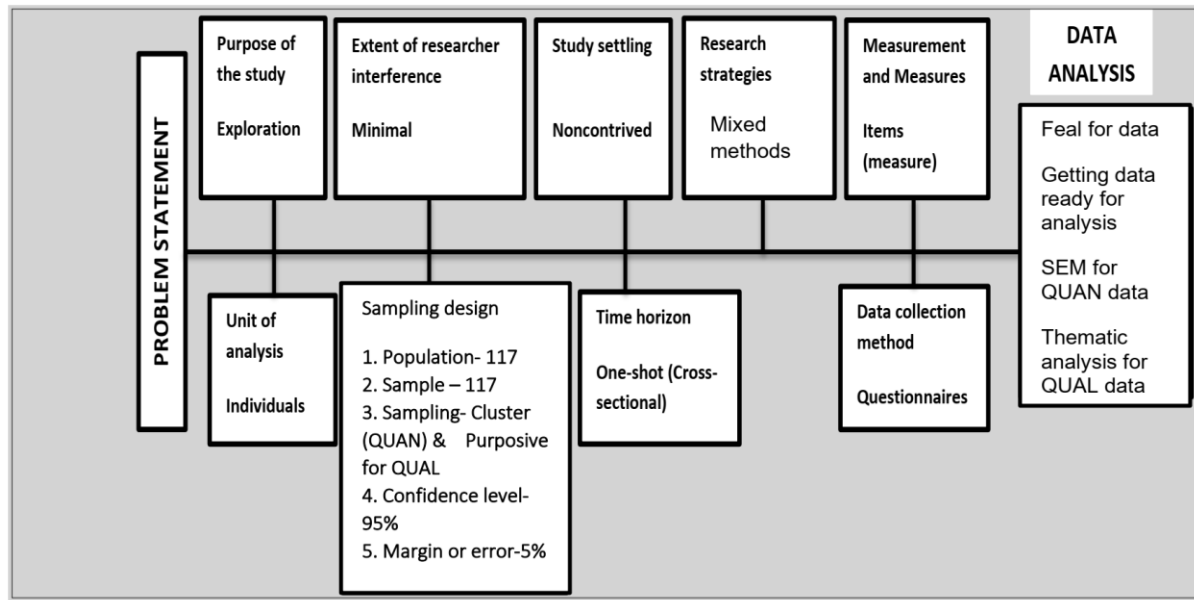 PROBLEM STATEMENT
Purpose of
the study
Exploration
Extent of researcher
interference
Minimal
Study settling
Noncontrived
Research
strategies
Mixed
methods
Measurement
and Measures
Items
(measure)
DATA
ANALYSIS
Feal for data
Getting data
ready for
analysis
SEM for
QUAN data
Thematic
analysis for
QUAL data
Unit of
analysis
Individuals
Sampling design
1. Population- 117
2. Sample – 117
3. Sampling- Cluster
(QUAN) & Purposive
for QUAL
4. Confidence level-
95%
5. Margin or error-5%
Time horizon
One-shot (Cross-
sectional)
Data collection
method
Questionnaires